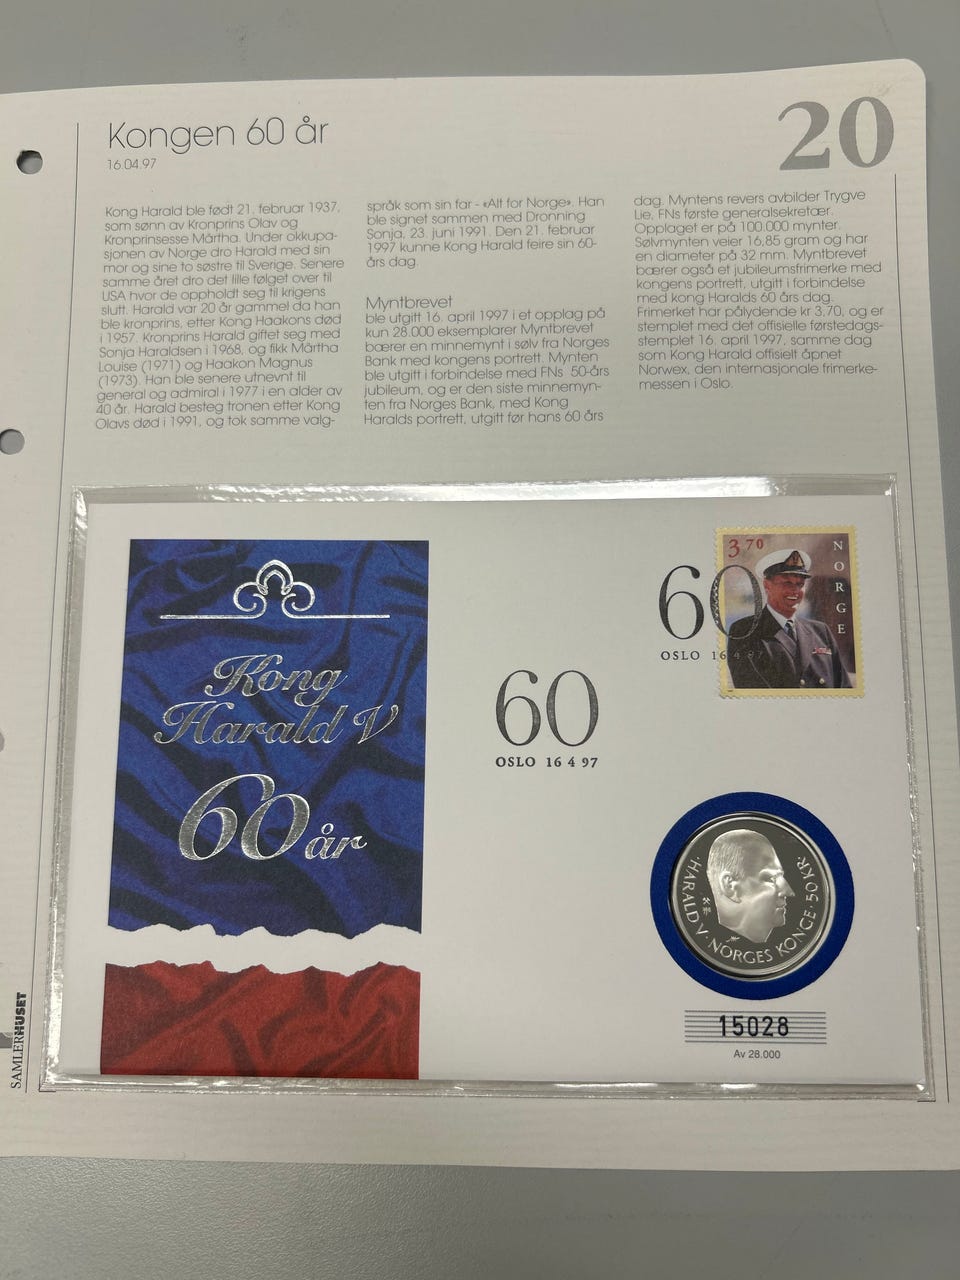 Kongen 60 år
16.04.97
20
Kong Harald ble født 21. februar 1937,
som sønn av Kronprins Olav og
Kronprinsesse Märtha. Under okkupa-
sjonen av Norge dro Harald med sin
mor og sine to søstre til Sverige. Senere
samme året dro det lille følget over til
USA hvor de oppholdt seg til krigens
slutt. Harald var 20 år gammel da han
ble kronprins, etter Kong Haakons død
i 1957. Kronprins Harald giftet seg med
Sonja Haraldsen i 1968, og fikk Märtha
Louise (1971) og Haakon Magnus
(1973). Han ble senere utnevnt til
general og admiral i 1977 i en alder av
40 år. Harald besteg tronen etter Kong
Olavs død i 1991, og tok samme valg-
språk som sin far - «Alt for Norge». Han
ble signet sammen med Dronning
Sonja, 23. juni 1991. Den 21. februar
1997 kunne Kong Harald feire sin 60-
års dag.
Myntbrevet
ble utgitt 16. april 1997 i et opplag på
kun 28.000 eksemplarer Myntbrevet
bærer en minnemynt i sølv fra Norges
Bank med kongens portrett. Mynten
ble utgitt i forbindelse med FNs 50-års
jubileum, og er den siste minnemyn-
ten fra Norges Bank, med Kong
Haralds portrett, utgitt før hans 60 års
dag. Myntens revers avbilder Trygve
Lie, FNs første generalsekretær.
Opplaget er på 100.000 mynter.
Sølvmynten veier 16,85 gram og har
en diameter på 32 mm. Myntbrevet
bærer også et jubileumsfrimerke med
kongens portrett, utgitt i forbindelse
med kong Haralds 60 års dag.
Frimerket har pålydende kr 3,70, og er
stemplet med det offisielle førstedags-
stemplet 16. april 1997, samme dag
som Kong Harald offisielt åpnet
Norwex, den internasjonale frimerke-
messen i Oslo.
Kong
Harald V
60 år
60
OSLO 16 4 97
60
OSLO 16 4 97
3 70
NORGE
HARALD V · NORGES KONGE · 50 KR ·
15028
Av 28.000
SAMLERHUSET